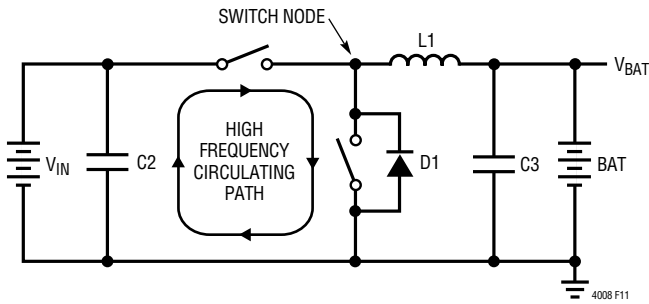 SWITCH NODE
L1
VBAT
VIN
C2
HIGH
FREQUENCY
CIRCULATING
PATH
D1
C3
BAT
4008 F11